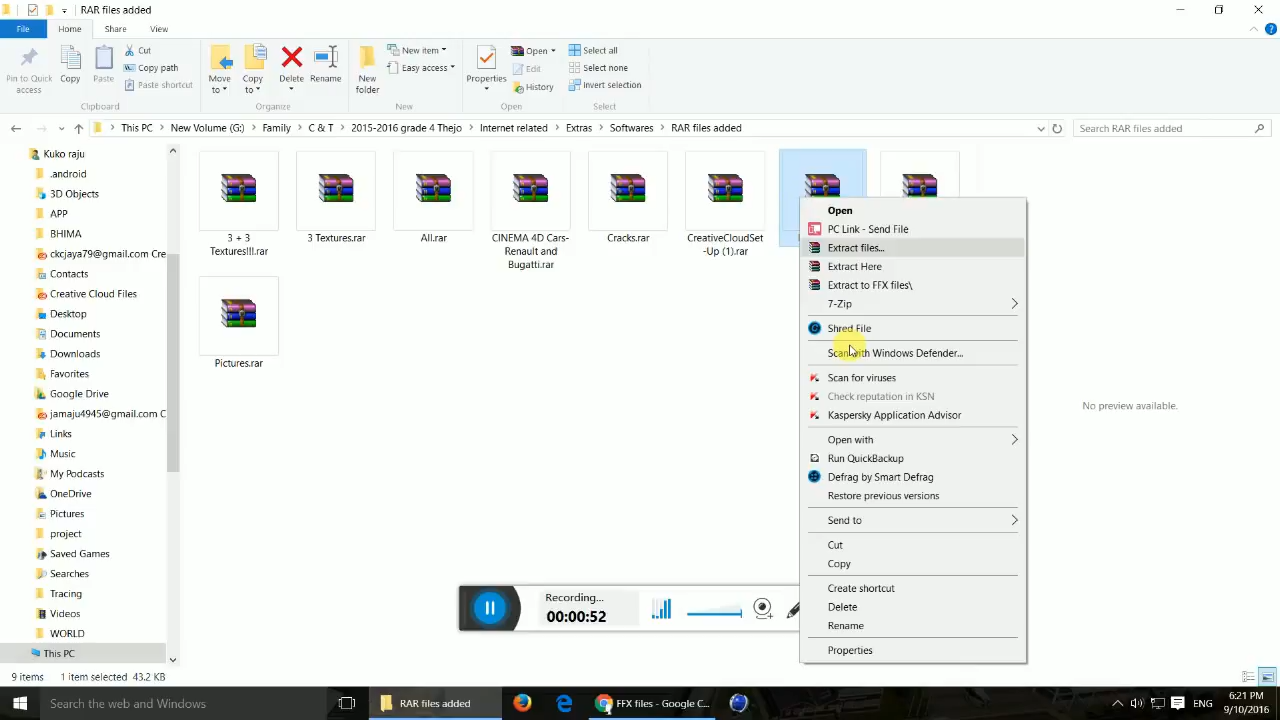 RAR files added
File
Home
Share
View
Pin to Quick
access
Copy
Paste
Cut
Copy path
Paste shortcut
Clipboard
Move
to
Copy
to
Delete
Rename
Organize
New
folder
New item
Easy access
New
Properties
Open
Edit
History
Open
Select all
Select none
Invert selection
Select
This PC
New Volume (G:)
Family
C & T
2015-2016 grade 4 Thejo
Internet related
Extras
Softwares
RAR files added
Search RAR files added
Kuko raju
.android
3D Objects
APP
BHIMA
ckcjaya79@gmail.com Cre
Contacts
Creative Cloud Files
Desktop
Documents
Downloads
Favorites
Google Drive
jamaju4945@gmail.com C
Links
Music
My Podcasts
OneDrive
Pictures
project
Saved Games
Searches
Tracing
Videos
WORLD
This PC
3 + 3
Textures!!!.rar
3 Textures.rar
All.rar
CINEMA 4D Cars-
Renault and
Bugatti.rar
Cracks.rar
CreativeCloudSet
-Up (1).rar
Pictures.rar
Open
PC Link - Send File
Extract files...
Extract Here
Extract to FFX files\
7-Zip
Shred File
Scan with Windows Defender...
Scan for viruses
Check reputation in KSN
Kaspersky Application Advisor
Open with
Run QuickBackup
Defrag by Smart Defrag
Restore previous versions
Send to
Cut
Copy
Create shortcut
Delete
Rename
Properties
No preview available.
Recording...
00:00:52
9 items
1 item selected 43.2 KB
Search the web and Windows
RAR files added
FFX files - Google C...
ENG
6:21 PM
9/10/2016